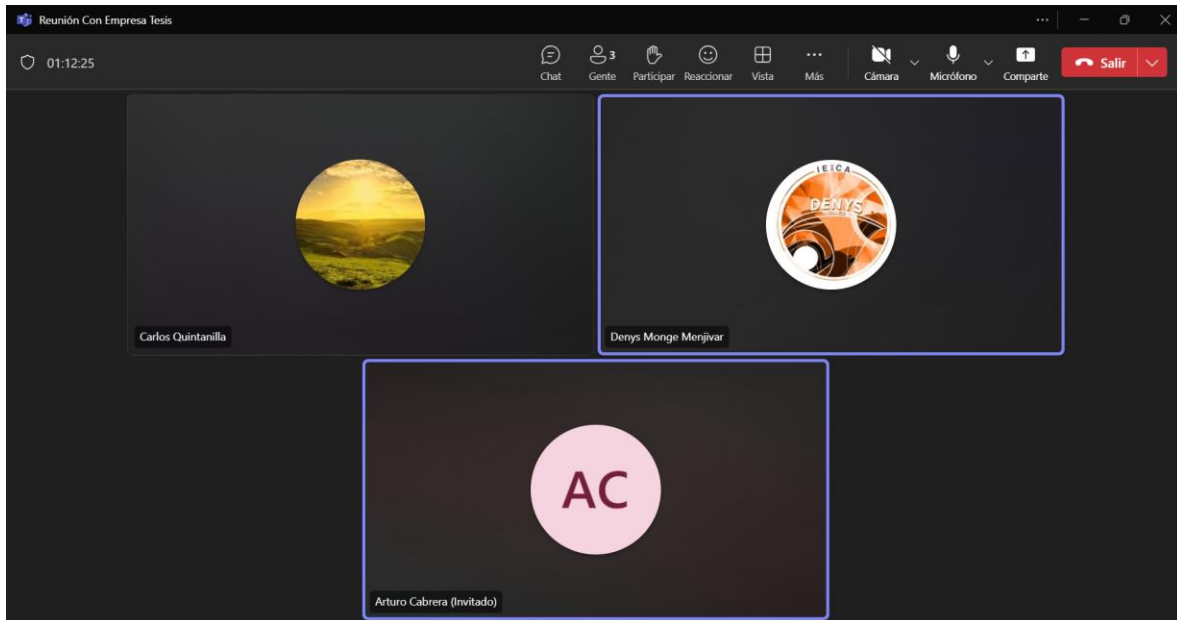 Reunión Con Empresa Tesis
01:12:25
Chat
3
Gente
Participar
Reaccionar
Vista
Más
Cámara
Micrófono
Comparte
Salir
IEICA
DENYS
Carlos Quintanilla
Denys Monge Menjivar
AC
Arturo Cabrera (Invitado)